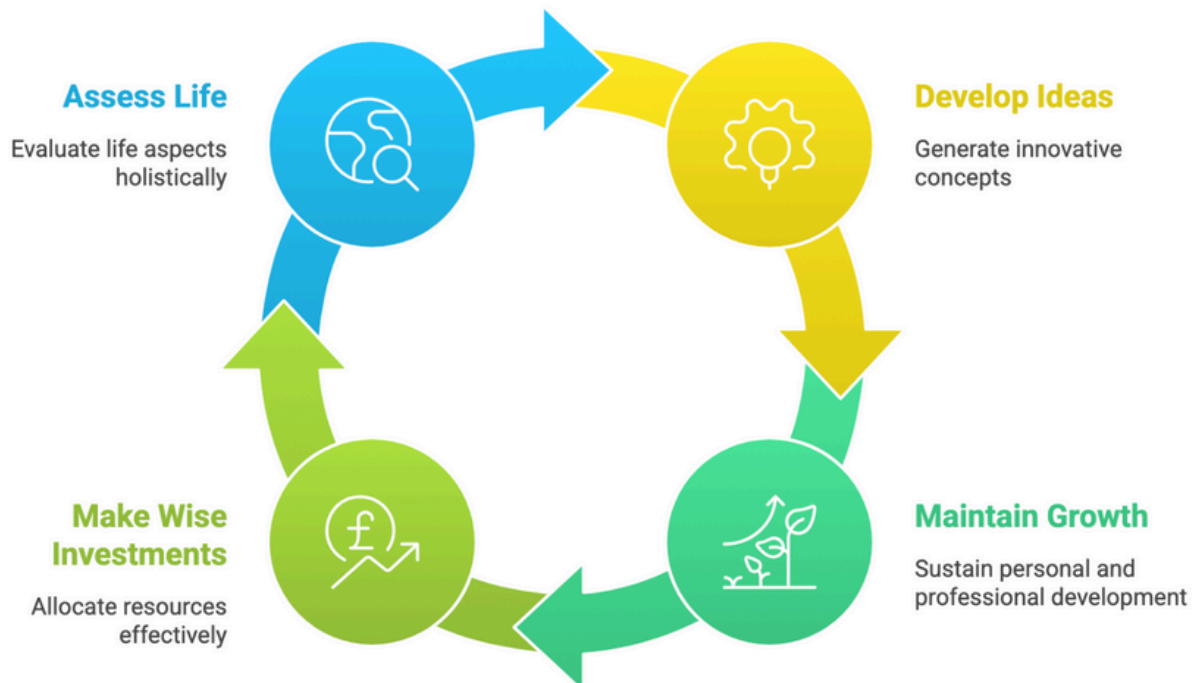 Assess Life
Evaluate life aspects
holistically
Develop Ideas
Generate innovative
concepts
Maintain Growth
Sustain personal and
professional development
Make Wise
Investments
Allocate resources
effectively
£